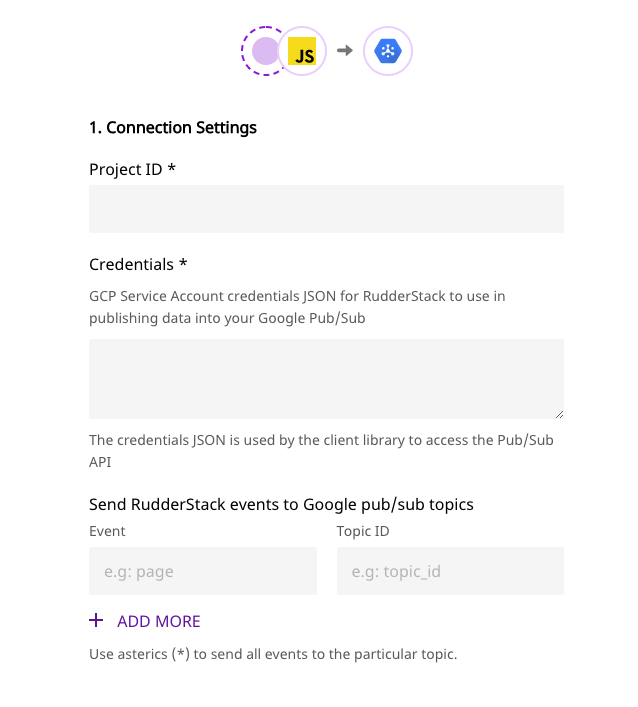 JS
1. Connection Settings
Project ID *
Credentials *
GCP Service Account credentials JSON for RudderStack to use in
publishing data into your Google Pub/Sub
The credentials JSON is used by the client library to access the Pub/Sub
API
Send RudderStack events to Google pub/sub topics
Event
Topic ID
e.g: page
e.g: topic_id
+ ADD MORE
Use asterics (*) to send all events to the particular topic.